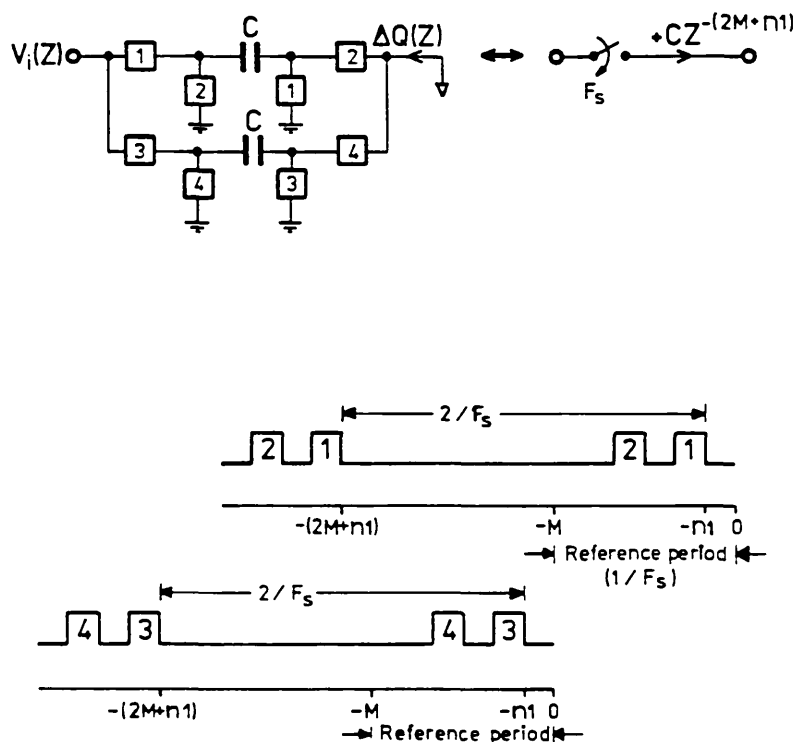 Vi(Z) 1 C 2 ΔQ(Z) +CZ^-(2M+n1)
2 1 Fs
C
3 4
4 3
2/Fs
2 1 2 1
-(2M+n1) -M -n1 0
Reference period
(1/Fs)
2/Fs
4 3 4 3
-(2M+n1) -M -n1 0
Reference period